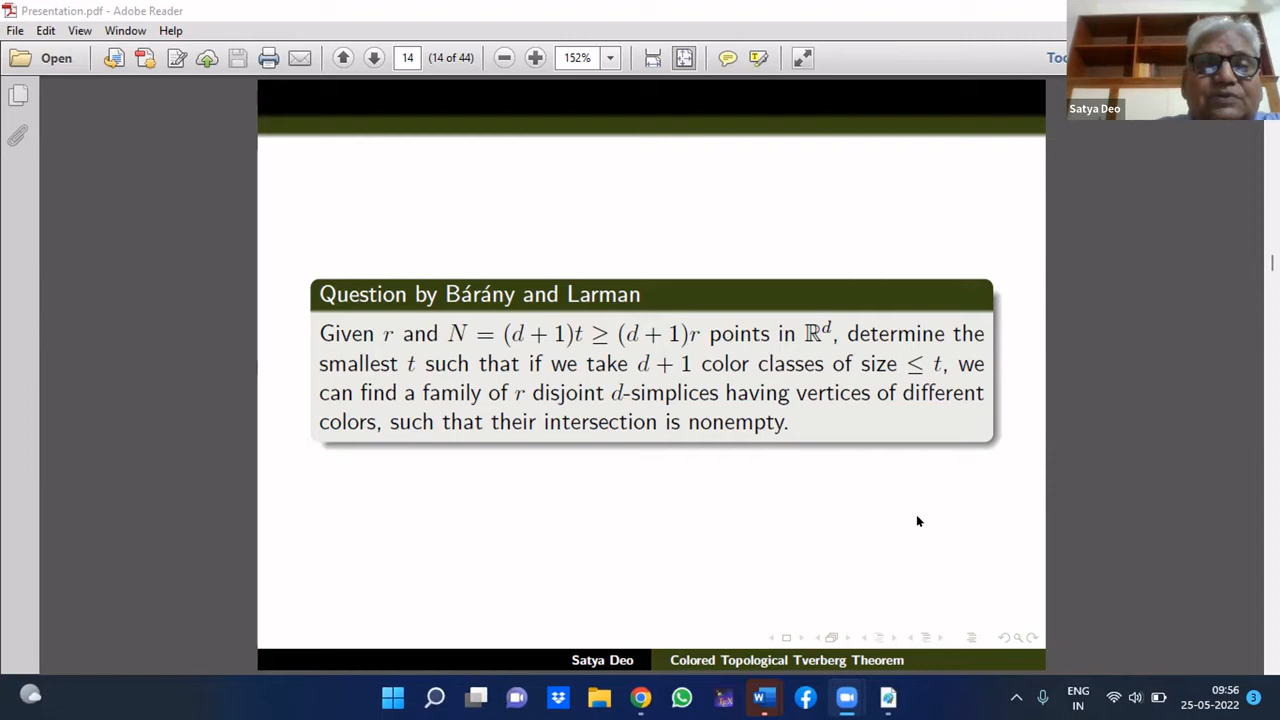 Presentation.pdf - Adobe Reader
File Edit View Window Help
Open 14 (14 of 44) 152%
Satya Deo
Question by Bárány and Larman
Given r and N = (d + 1)t ≥ (d + 1)r points in ℝ^d, determine the
smallest t such that if we take d + 1 color classes of size ≤ t, we
can find a family of r disjoint d-simplices having vertices of different
colors, such that their intersection is nonempty.
Satya Deo Colored Topological Tverberg Theorem
ENG
IN
09:56
25-05-2022
3